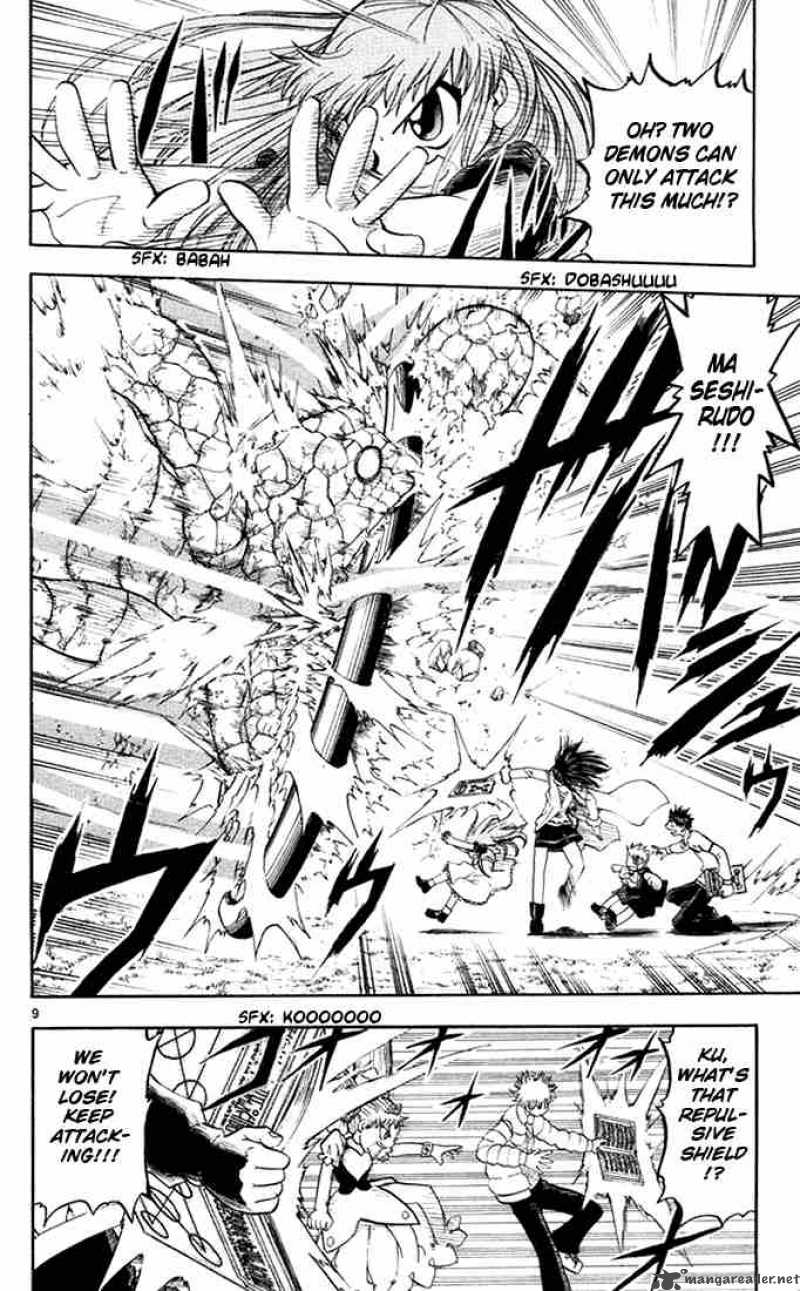 OH? TWO
DEMONS CAN
ONLY ATTACK
THIS MUCH!?
SFX: BABAH
SFX: DOBASHUUUU
MA
SESHI-
RUDO
!!!
9
SFX: KOOOOOOO
KU,
WHAT'S
THAT
REPUL-
SIVE
SHIELD
!?
WE
WON'T
LOSE!
KEEP
ATTACK-
ING!!!
mangareader.net